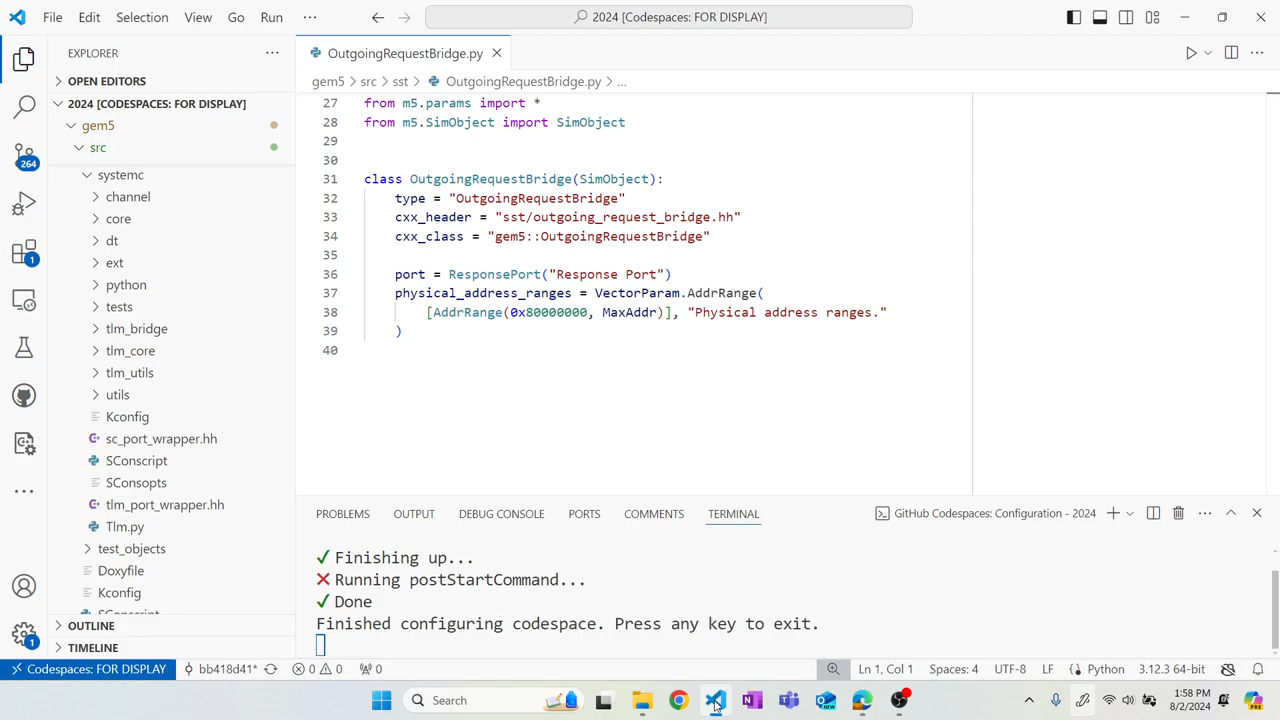 File Edit Selection View Go Run ··· 2024 [Codespaces: FOR DISPLAY]
EXPLORER ···
OPEN EDITORS
2024 [CODESPACES: FOR DISPLAY]
gem5
src
systemc
channel
core
dt
ext
python
tests
tlm_bridge
tlm_core
tlm_utils
utils
Kconfig
sc_port_wrapper.hh
SConscript
SConsopts
tlm_port_wrapper.hh
Tlm.py
test_objects
Doxyfile
Kconfig
SConscript
OUTLINE
TIMELINE
264
1
1
OutgoingRequestBridge.py
gem5 > src > sst > OutgoingRequestBridge.py > ...
27 from m5.params import *
28 from m5.SimObject import SimObject
29
30
31 class OutgoingRequestBridge(SimObject):
32 type = "OutgoingRequestBridge"
33 cxx_header = "sst/outgoing_request_bridge.hh"
34 cxx_class = "gem5::OutgoingRequestBridge"
35
36 port = ResponsePort("Response Port")
37 physical_address_ranges = VectorParam.AddrRange(
38 [AddrRange(0x80000000, MaxAddr)], "Physical address ranges."
39 )
40
PROBLEMS OUTPUT DEBUG CONSOLE PORTS COMMENTS TERMINAL GitHub Codespaces: Configuration - 2024
✓ Finishing up...
✗ Running postStartCommand...
✓ Done
Finished configuring codespace. Press any key to exit.
Codespaces: FOR DISPLAY bb418d41* 0 0 0 Ln 1, Col 1 Spaces: 4 UTF-8 LF Python 3.12.3 64-bit
Search
1:58 PM
8/2/2024